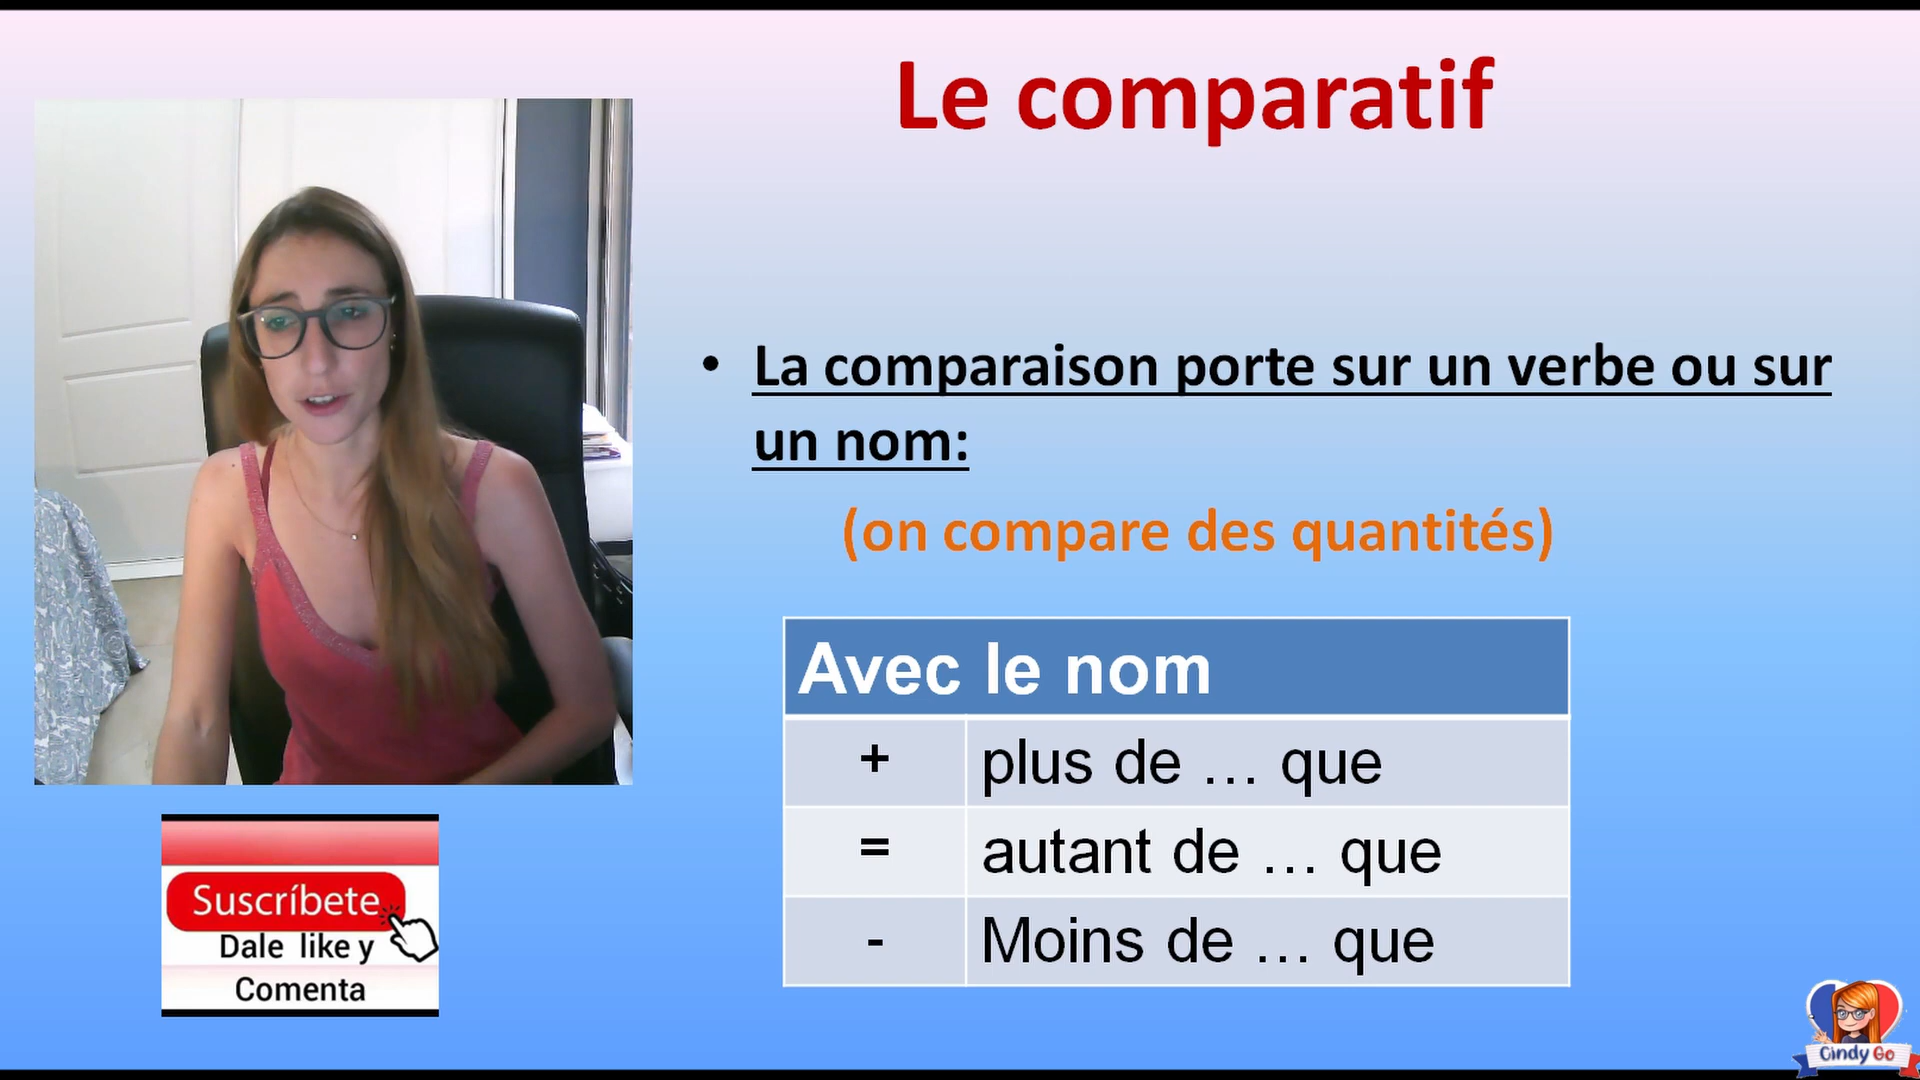 Le comparatif
• La comparaison porte sur un verbe ou sur
un nom:
(on compare des quantités)
Avec le nom
+ plus de … que
= autant de … que
- Moins de … que
Suscríbete
Dale like y
Comenta
Cindy Go